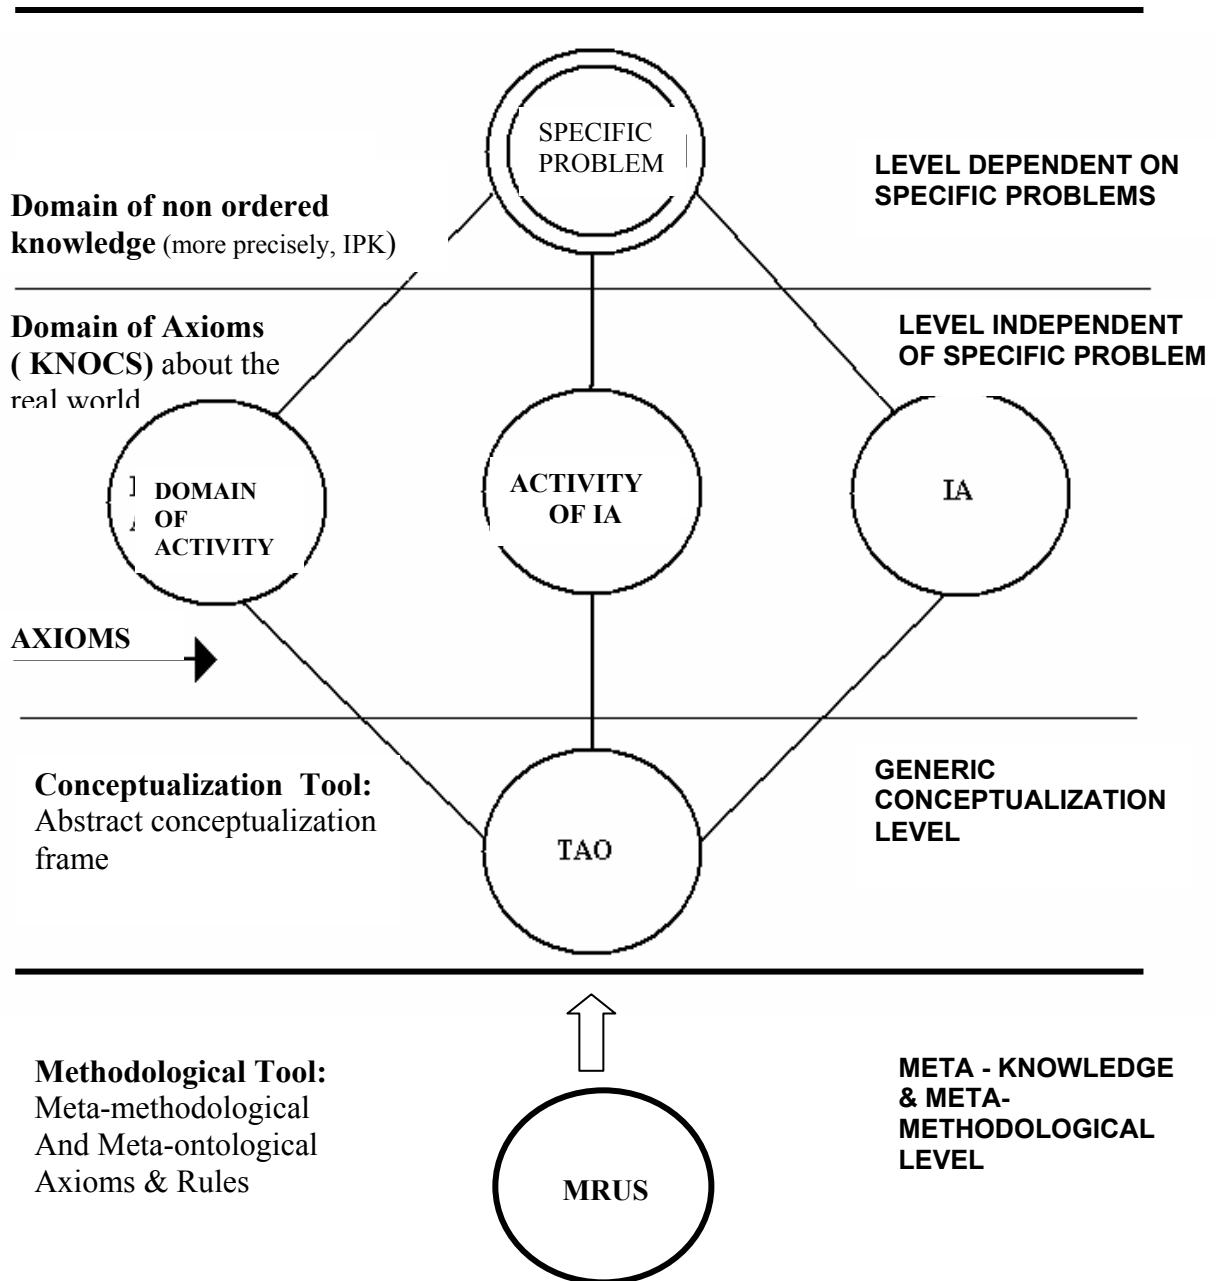 SPECIFIC
PROBLEM
LEVEL DEPENDENT ON
SPECIFIC PROBLEMS
Domain of non ordered
knowledge (more precisely, IPK)
Domain of Axioms
( KNOCS) about the
real world
LEVEL INDEPENDENT
OF SPECIFIC PROBLEM
DOMAIN
OF
ACTIVITY
ACTIVITY
OF IA
IA
AXIOMS
Conceptualization Tool:
Abstract conceptualization
frame
TAO
GENERIC
CONCEPTUALIZATION
LEVEL
Methodological Tool:
Meta-methodological
And Meta-ontological
Axioms & Rules
MRUS
META - KNOWLEDGE
& META-
METHODOLOGICAL
LEVEL